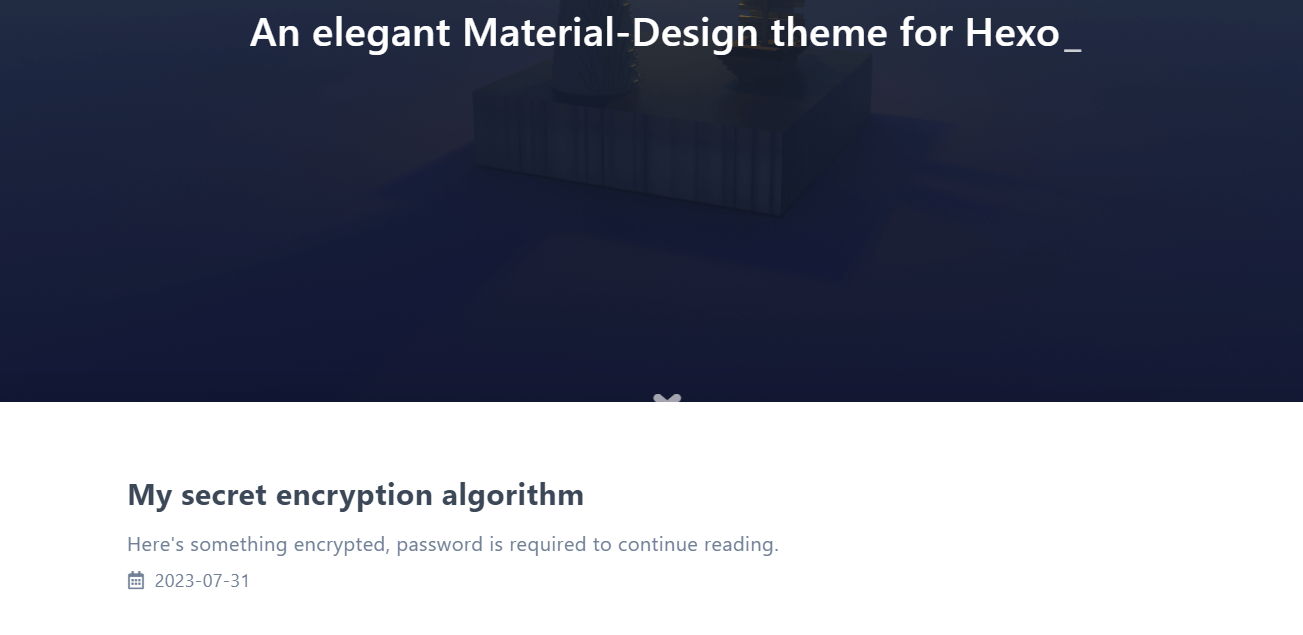 An elegant Material-Design theme for Hexo_
My secret encryption algorithm
Here's something encrypted, password is required to continue reading.
2023-07-31